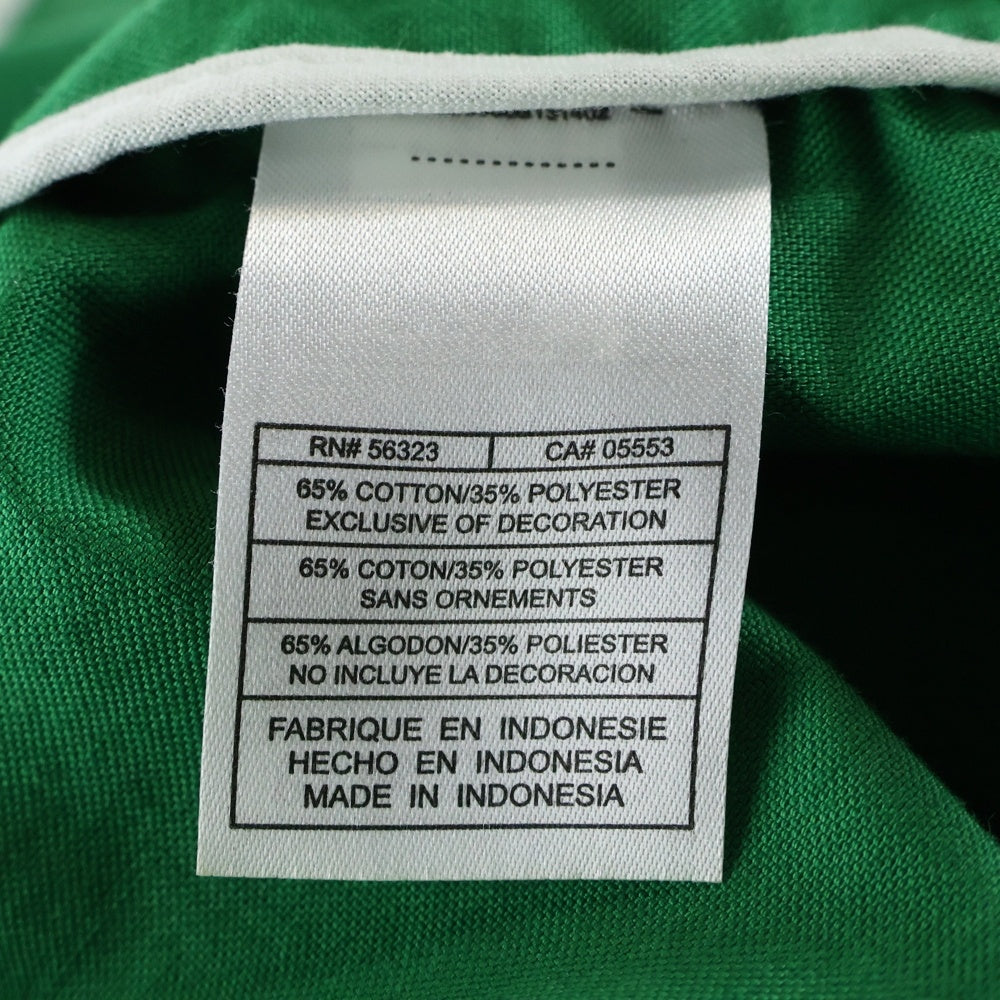 RN# 56323 CA# 05553
65% COTTON/35% POLYESTER
EXCLUSIVE OF DECORATION
65% COTON/35% POLYESTER
SANS ORNEMENTS
65% ALGODON/35% POLIESTER
NO INCLUYE LA DECORACION
FABRIQUE EN INDONESIE
HECHO EN INDONESIA
MADE IN INDONESIA